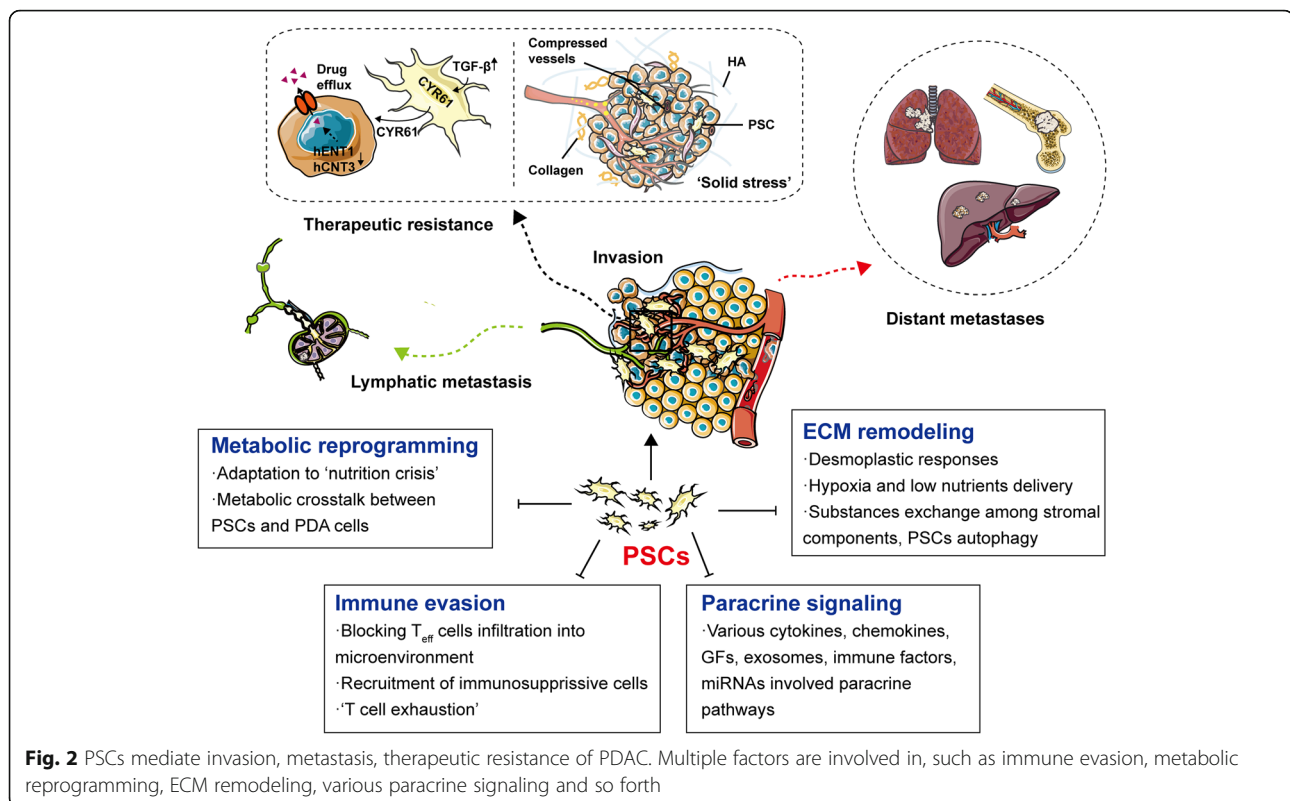 Drug
efflux
TGF-β↑
CYR61
CYR61
hENT1
hCNT3↓
Compressed
vessels
HA
PSC
Collagen
'Solid stress'
Therapeutic resistance
Invasion
Distant metastases
Lymphatic metastasis
Metabolic reprogramming
·Adaptation to 'nutrition crisis'
·Metabolic crosstalk between
PSCs and PDA cells
ECM remodeling
·Desmoplastic responses
·Hypoxia and low nutrients delivery
·Substances exchange among stromal
components, PSCs autophagy
PSCs
Immune evasion
·Blocking Teff cells infiltration into
microenvironment
·Recruitment of immunosupprissive cells
·'T cell exhaustion'
Paracrine signaling
·Various cytokines, chemokines,
GFs, exosomes, immune factors,
miRNAs involved paracrine
pathways
Fig. 2 PSCs mediate invasion, metastasis, therapeutic resistance of PDAC. Multiple factors are involved in, such as immune evasion, metabolic
reprogramming, ECM remodeling, various paracrine signaling and so forth